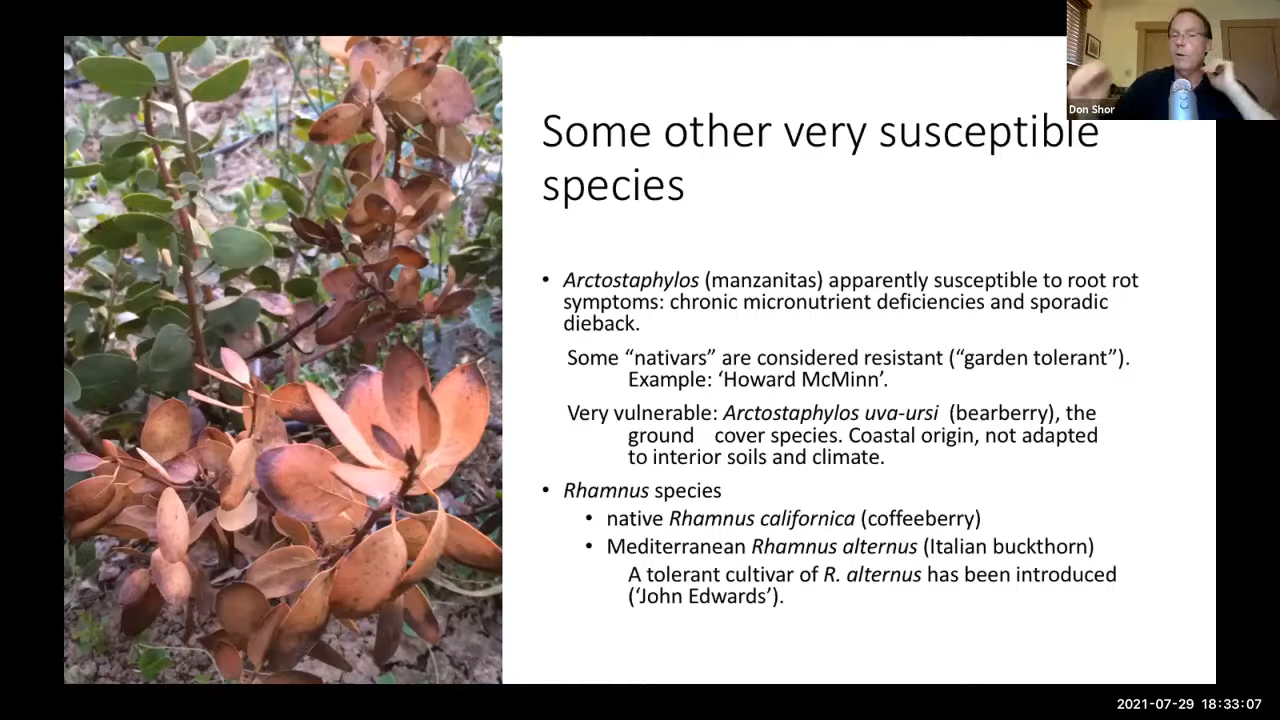 Don Shor
Some other very susceptible
species
• Arctostaphylos (manzanitas) apparently susceptible to root rot
symptoms: chronic micronutrient deficiencies and sporadic
dieback.
Some “nativars” are considered resistant (“garden tolerant”).
Example: ‘Howard McMinn’.
Very vulnerable: Arctostaphylos uva-ursi (bearberry), the
ground cover species. Coastal origin, not adapted
to interior soils and climate.
• Rhamnus species
• native Rhamnus californica (coffeeberry)
• Mediterranean Rhamnus alternus (Italian buckthorn)
A tolerant cultivar of R. alternus has been introduced
(‘John Edwards’).
2021-07-29 18:33:07